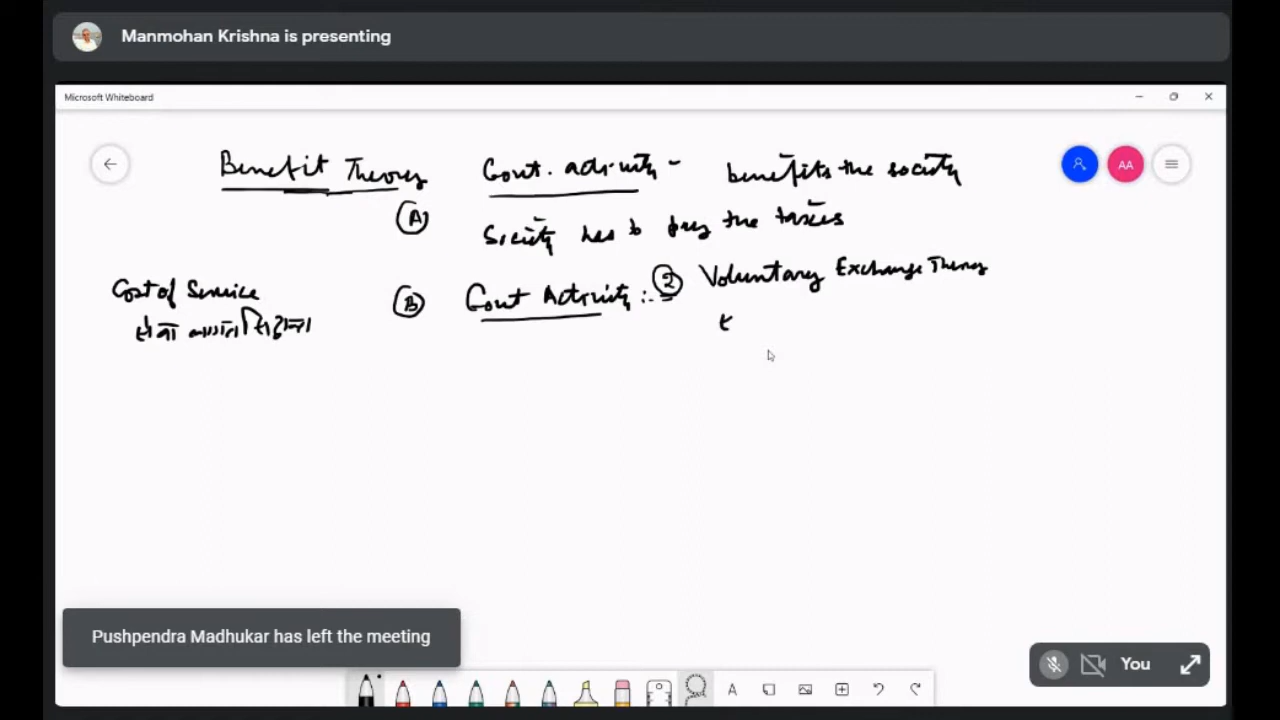 Manmohan Krishna is presenting
Microsoft Whiteboard
Benefit Theory Govt. activity - benefits the society
AA
(A) Society has to pay the taxes
(2) Voluntary Exchange Theory
Cost of Service (B) Govt Activity :-
t
Pushpendra Madhukar has left the meeting
You
A